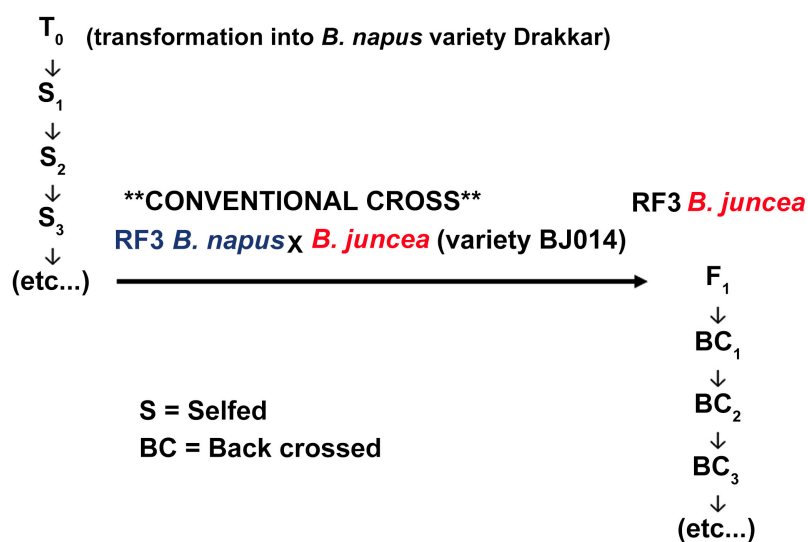 T₀ (transformation into B. napus variety Drakkar)
↓
S₁
↓
S₂
↓
S₃
↓
(etc...)
**CONVENTIONAL CROSS**
RF3 B. napus x B. juncea (variety BJ014)
RF3 B. juncea
F₁
↓
BC₁
↓
BC₂
↓
BC₃
↓
(etc...)
S = Selfed
BC = Back crossed